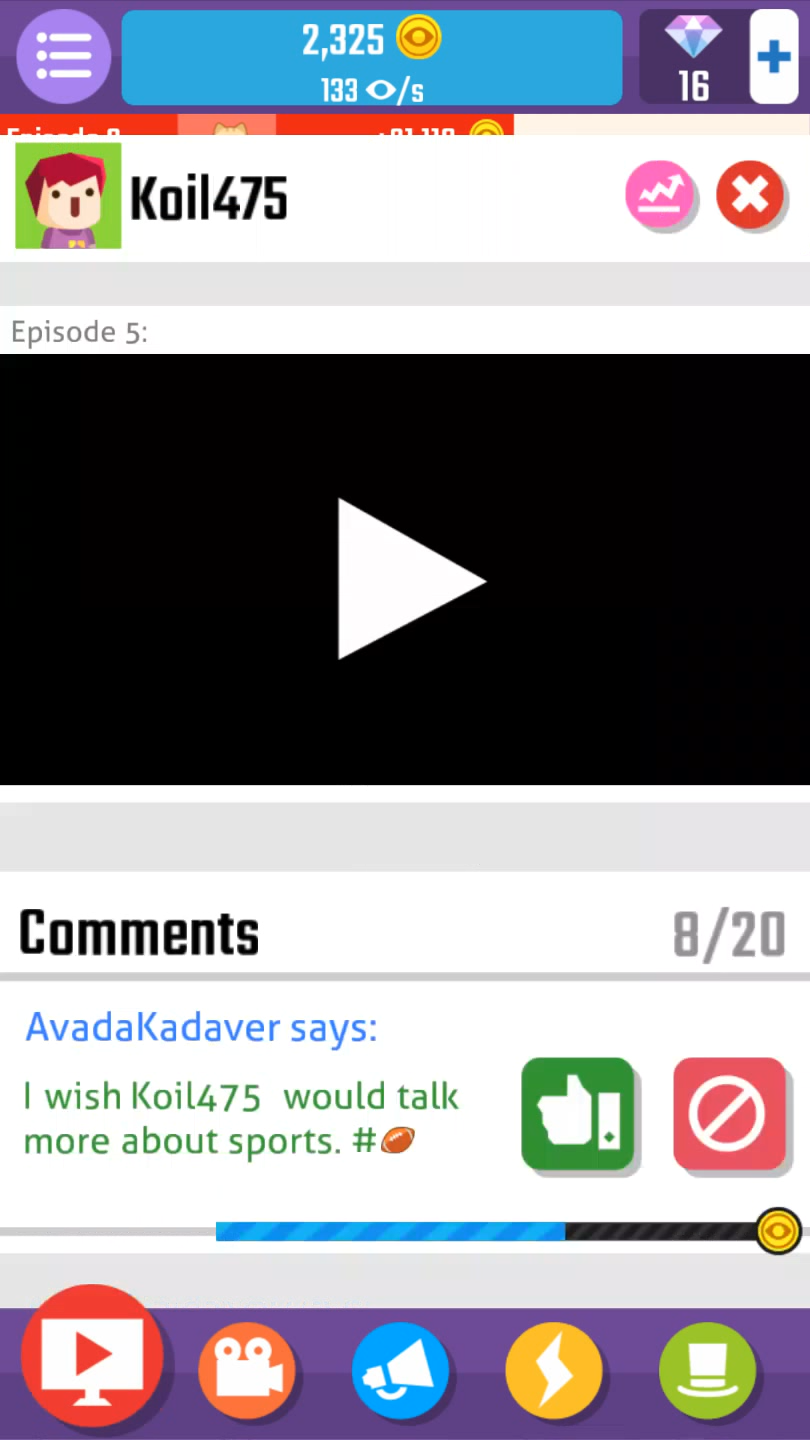 2,325
133 /s
16
Koil475
Episode 5:
Comments
8/20
AvadaKadaver says:
I wish Koil475 would talk
more about sports. #🏈